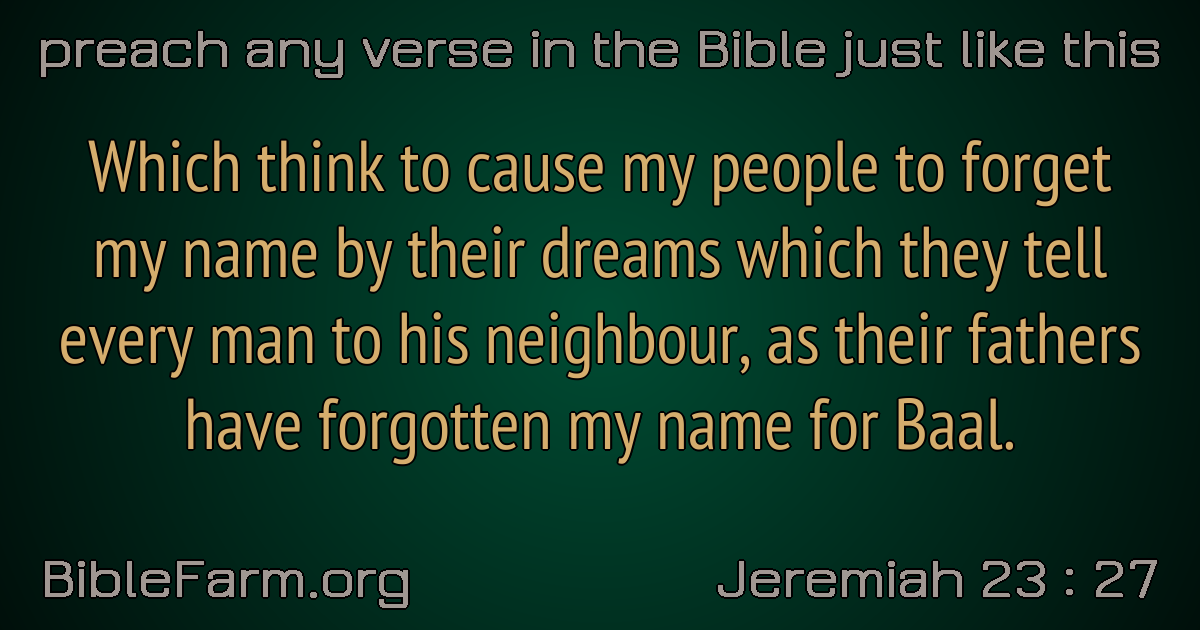 preach any verse in the Bible just like this
Which think to cause my people to forget
my name by their dreams which they tell
every man to his neighbour, as their fathers
have forgotten my name for Baal.
BibleFarm.org
Jeremiah 23 : 27